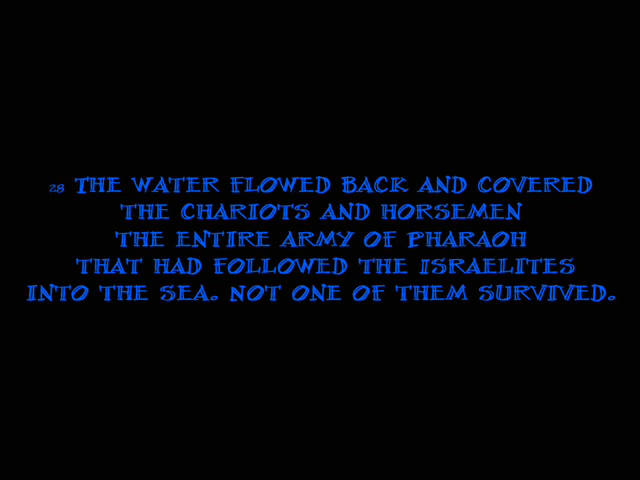 28 THE WATER FLOWED BACK AND COVERED
THE CHARIOTS AND HORSEMEN
THE ENTIRE ARMY OF PHARAOH
THAT HAD FOLLOWED THE ISRAELITES
INTO THE SEA. NOT ONE OF THEM SURVIVED.